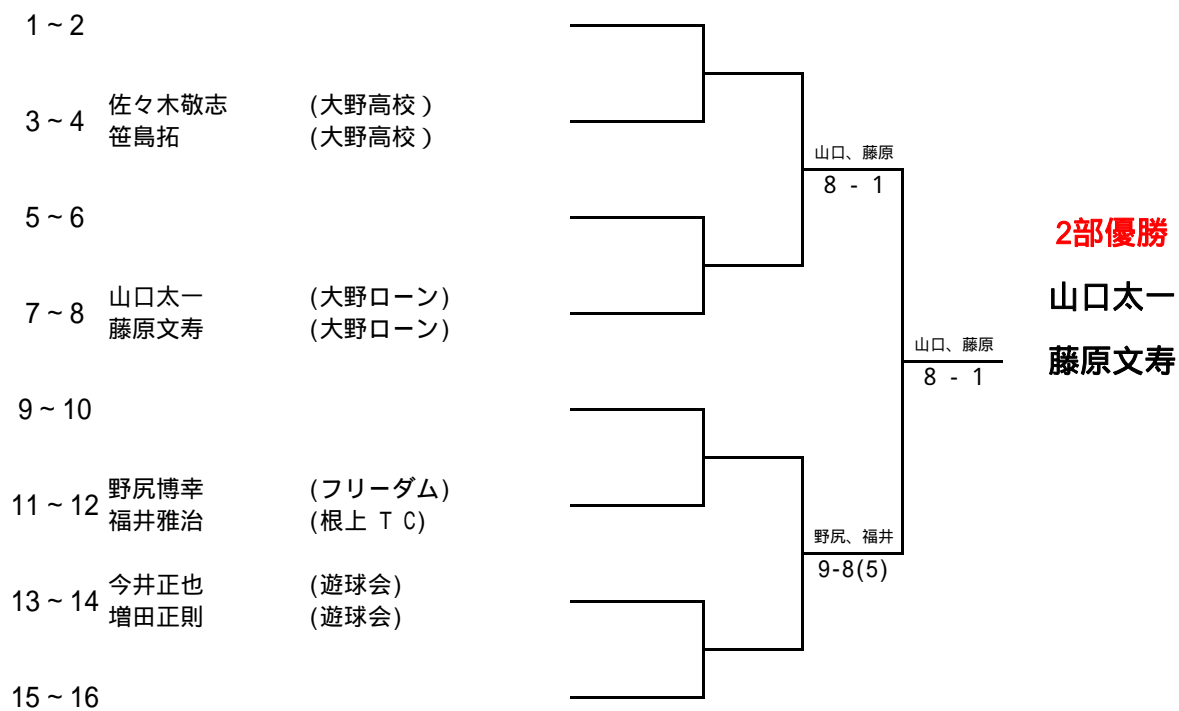 1～2
3～4 佐々木敬志 (大野高校)
笹島拓 (大野高校)
山口、藤原
8 - 1
5～6
2部優勝
7～8 山口太一 (大野ローン)
藤原文寿 (大野ローン)
山口太一
山口、藤原
8 - 1
藤原文寿
9～10
11～12 野尻博幸 (フリーダム)
福井雅治 (根上 T C)
野尻、福井
9-8(5)
13～14 今井正也 (遊球会)
増田正則 (遊球会)
15～16